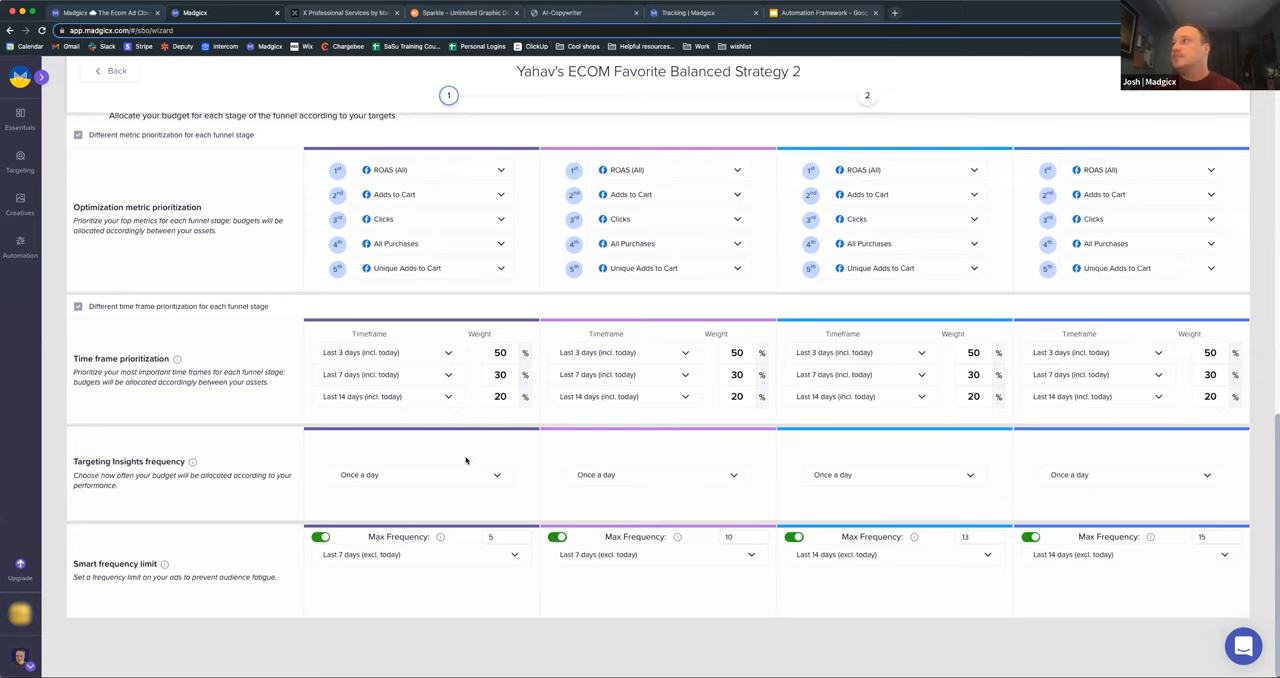 Madgicx ☁️ The Ecom Ad Clou
Madgicx
X Professional Services by Ma
Sparkle - Unlimited Graphic De
AI-Copywriter
Tracking | Madgicx
Automation Framework - Goog
app.madgicx.com/#/sbo/wizard
Calendar Gmail Slack Stripe Deputy Intercom Madgicx Wix Chargebee SaSu Training Cou... Personal Logins ClickUp Cool shops Helpful resources... Work wishlist
Josh | Madgicx
Back
Yahav's ECOM Favorite Balanced Strategy 2
1 2
Essentials
Targeting
Creatives
Automation
Upgrade
Allocate your budget for each stage of the funnel according to your targets
Different metric prioritization for each funnel stage
Optimization metric prioritization
Prioritize your top metrics for each funnel stage: budgets will be
allocated accordingly between your assets.
1st ROAS (All) 1st ROAS (All) 1st ROAS (All) 1st ROAS (All)
2nd Adds to Cart 2nd Adds to Cart 2nd Adds to Cart 2nd Adds to Cart
3rd Clicks 3rd Clicks 3rd Clicks 3rd Clicks
4th All Purchases 4th All Purchases 4th All Purchases 4th All Purchases
5th Unique Adds to Cart 5th Unique Adds to Cart 5th Unique Adds to Cart 5th Unique Adds to Cart
Different time frame prioritization for each funnel stage
Time frame prioritization
Prioritize your most important time frames for each funnel stage:
budgets will be allocated accordingly between your assets.
Timeframe Weight Timeframe Weight Timeframe Weight Timeframe Weight
Last 3 days (incl. today) 50 % Last 3 days (incl. today) 50 % Last 3 days (incl. today) 50 % Last 3 days (incl. today) 50 %
Last 7 days (incl. today) 30 % Last 7 days (incl. today) 30 % Last 7 days (incl. today) 30 % Last 7 days (incl. today) 30 %
Last 14 days (incl. today) 20 % Last 14 days (incl. today) 20 % Last 14 days (incl. today) 20 % Last 14 days (incl. today) 20 %
Targeting Insights frequency
Choose how often your budget will be allocated according to your
performance.
Once a day Once a day Once a day Once a day
Smart frequency limit
Set a frequency limit on your ads to prevent audience fatigue.
Max Frequency: 5 Max Frequency: 10 Max Frequency: 13 Max Frequency: 15
Last 7 days (excl. today) Last 7 days (excl. today) Last 14 days (excl. today) Last 14 days (excl. today)